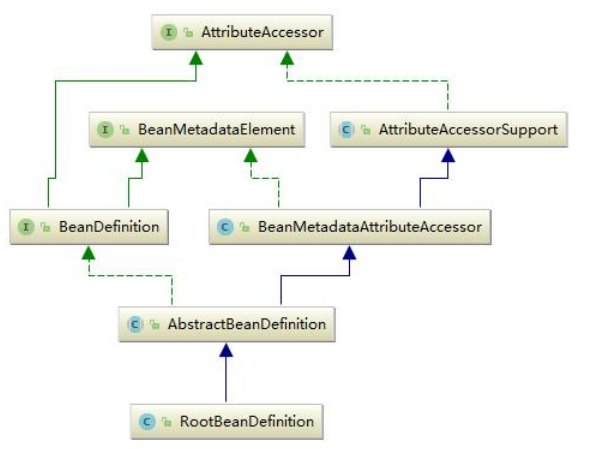 I AttributeAccessor
I BeanMetadataElement
C AttributeAccessorSupport
I BeanDefinition
C BeanMetadataAttributeAccessor
C AbstractBeanDefinition
C RootBeanDefinition